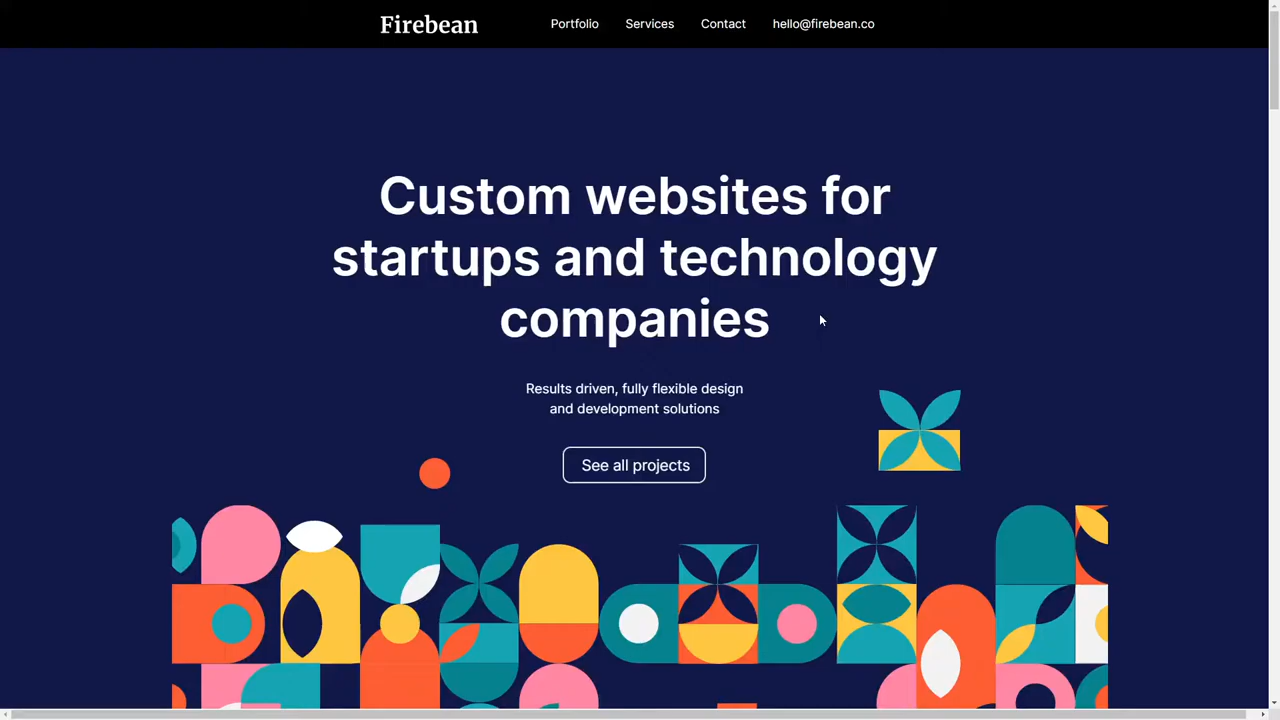 Firebean
Portfolio Services Contact hello@firebean.co
Custom websites for
startups and technology
companies
Results driven, fully flexible design
and development solutions
See all projects